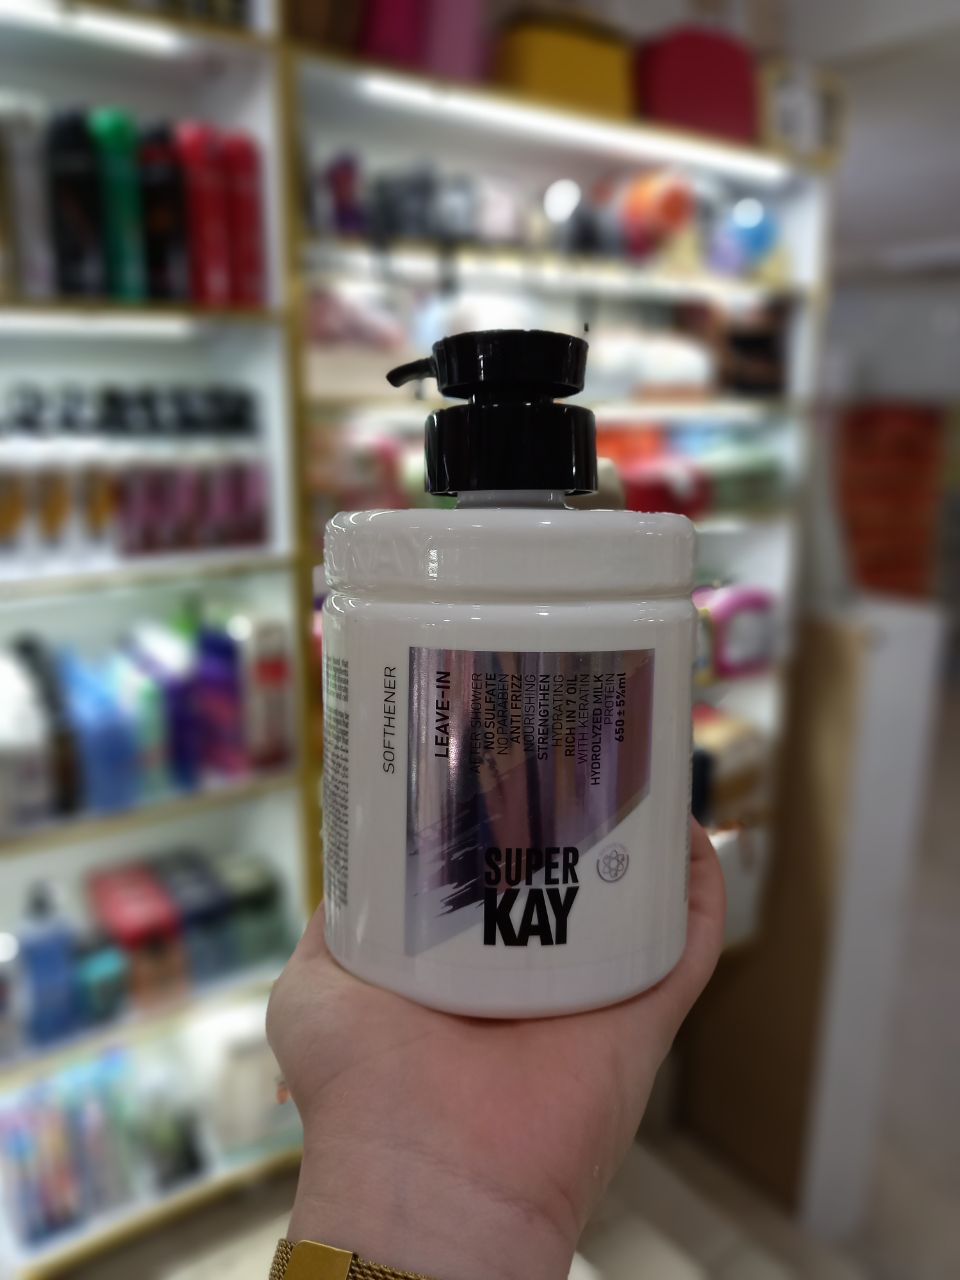 SOFTHENER
LEAVE-IN
AFTER SHOWER
NO SULFATE
NO PARABEN
ANTI FRIZZ
NOURISHING
STRENGTHEN
HYDRATING
RICH IN 7 OIL
WITH KERATIN
HYDROLYZED MILK
PROTEIN
650 ± 5%ml
SUPER
KAY